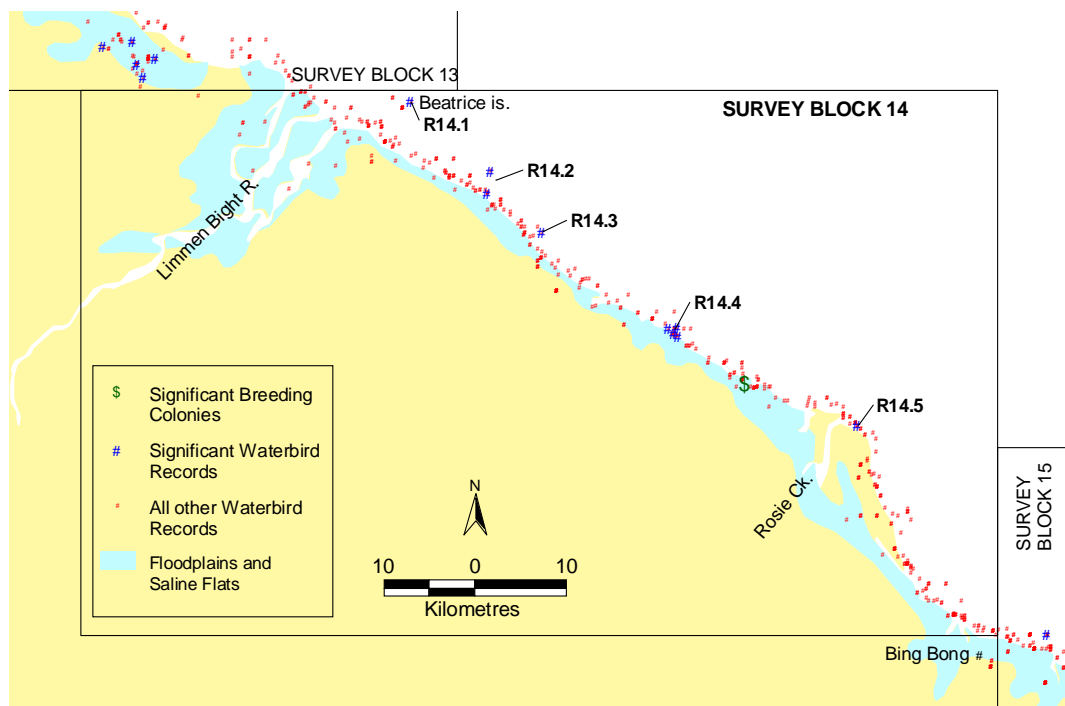 SURVEY BLOCK 13
Beatrice is.
SURVEY BLOCK 14
R14.1
R14.2
R14.3
Limmen Bight R.
R14.4
R14.5
$ Significant Breeding
Colonies
# Significant Waterbird
Records
# All other Waterbird
Records
Floodplains and
Saline Flats
N
10 0 10
Kilometres
Rosie Ck.
SURVEY
BLOCK 15
Bing Bong #